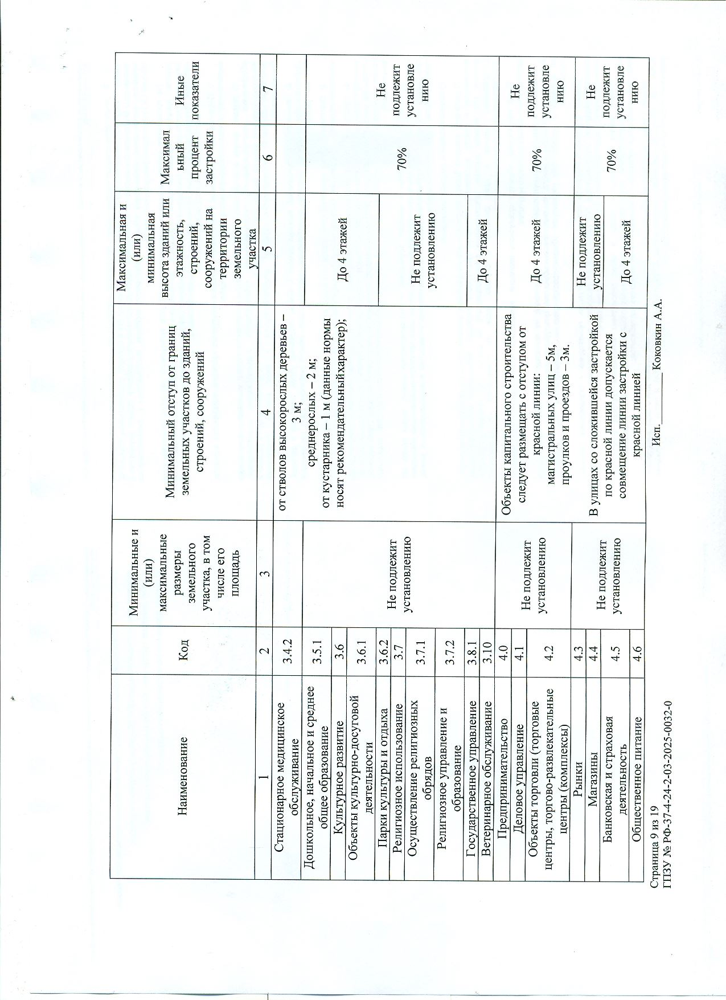 Наименование
Код
Минимальные и
(или)
максимальные
размеры
земельного
участка, в том
числе его
площадь
Минимальный отступ от границ
земельных участков до зданий,
строений, сооружений
Максимальная и
(или)
минимальная
высота зданий или
этажность,
строений,
сооружений на
территории
земельного
участка
Максимал
ьный
процент
застройки
Иные
показатели
1
2
3
4
5
6
7
Стационарное медицинское
обслуживание
3.4.2
Дошкольное, начальное и среднее
общее образование
3.5.1
Культурное развитие
3.6
Объекты культурно-досуговой
деятельности
3.6.1
Парки культуры и отдыха
3.6.2
Религиозное использование
3.7
Осуществление религиозных
обрядов
3.7.1
Религиозное управление и
образование
3.7.2
Государственное управление
3.8.1
Ветеринарное обслуживание
3.10
Не подлежит
установлению
от стволов высокорослых деревьев –
3 м;
среднерослых – 2 м;
от кустарника – 1 м (данные нормы
носят рекомендательныйхарактер);
До 4 этажей
Не подлежит
установлению
До 4 этажей
70%
Не
подлежит
установле
нию
Предпринимательство
4.0
Деловое управление
4.1
Объекты торговли (торговые
центры, торгово-развлекательные
центры (комплексы)
4.2
Не подлежит
установлению
Объекты капитального строительства
следует размещать с отступом от
красной линии:
магистральных улиц – 5м,
проулков и проездов – 3м.
До 4 этажей
70%
Не
подлежит
установле
нию
Рынки
4.3
Магазины
4.4
Банковская и страховая
деятельность
4.5
Общественное питание
4.6
Не подлежит
установлению
В улицах со сложившейся застройкой
по красной линии допускается
совмещение линии застройки с
красной линией
Не подлежит
установлению
До 4 этажей
70%
Не
подлежит
установле
нию
Исп.________ Коковкин А.А.
Страница 9 из 19
ГПЗУ № РФ-37-4-24-2-03-2025-0032-0